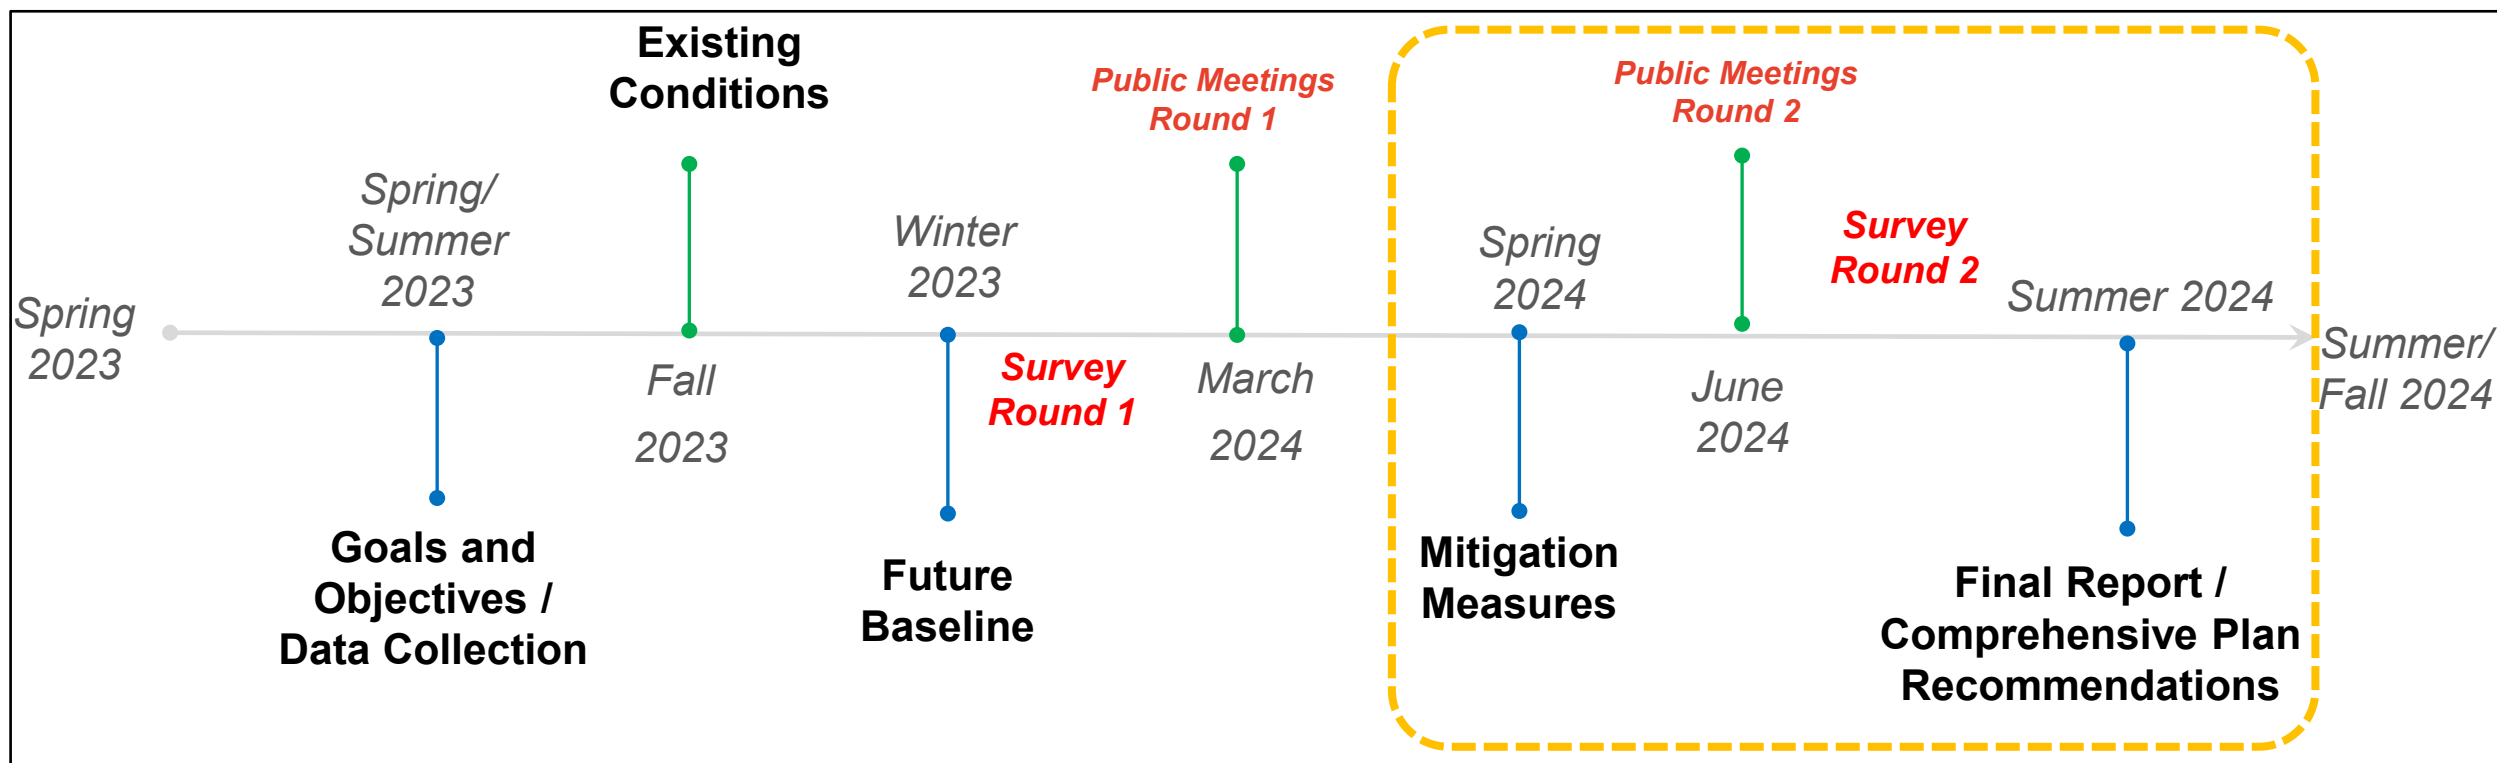 Existing
Conditions
Public Meetings
Round 1
Public Meetings
Round 2
Spring/
Summer
2023
Winter
2023
Spring
2024
Survey
Round 2
Summer 2024
Spring
2023
Summer/
Fall 2024
Fall
2023
Survey
Round 1
March
2024
June
2024
Goals and
Objectives /
Data Collection
Future
Baseline
Mitigation
Measures
Final Report /
Comprehensive Plan
Recommendations